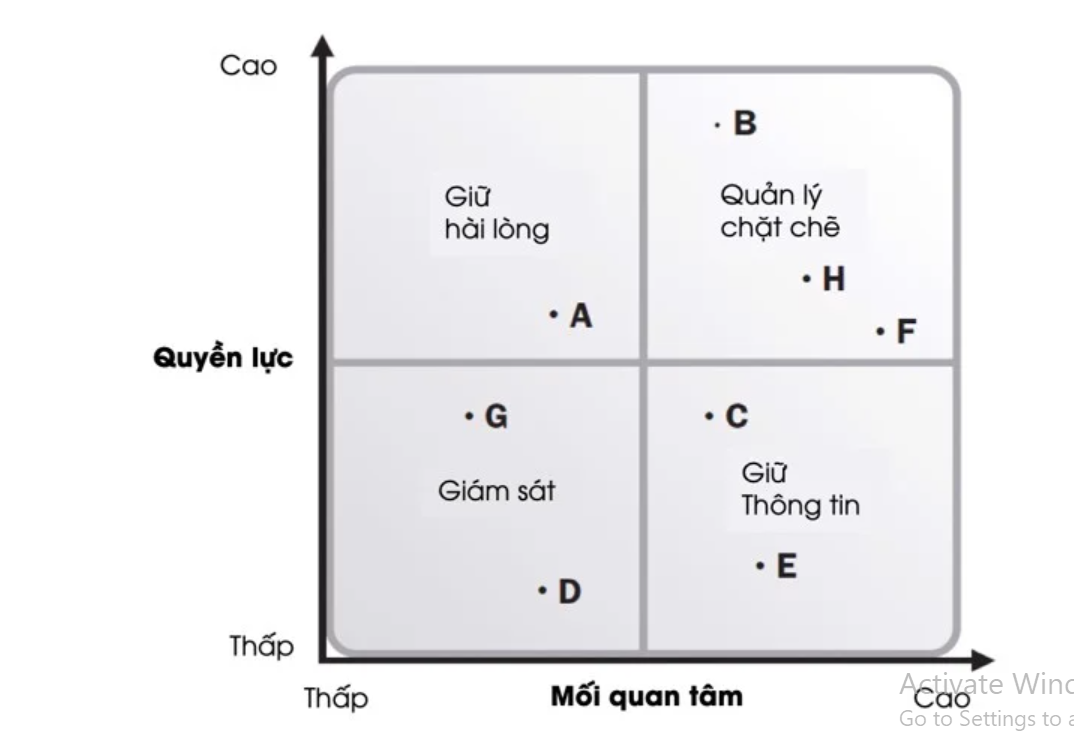 Cao
B
Giữ
hài lòng
Quản lý
chặt chẽ
H
A
F
Quyền lực
G
C
Giữ
Thông tin
Giám sát
E
D
Thấp
Thấp
Mối quan tâm
Cao
Activate Wind
Go to Settings to a